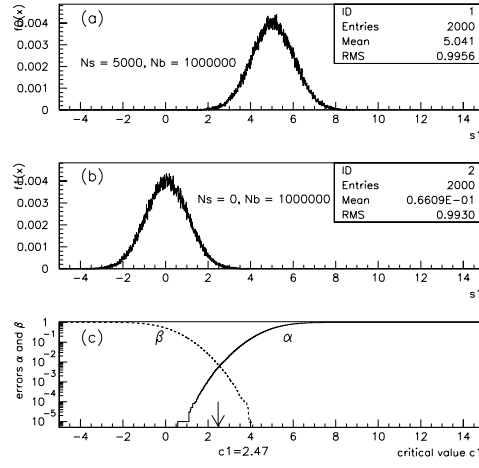 (a)
f0(x)
0.004
0.003
0.002
0.001
0
Ns = 5000, Nb = 1000000
ID 1
Entries 2000
Mean 5.041
RMS 0.9956
-4 -2 0 2 4 6 8 10 12 14
s1
(b)
0.004
0.003
0.002
0.001
0
Ns = 0, Nb = 1000000
ID 2
Entries 2000
Mean 0.6609E-01
RMS 0.9930
-4 -2 0 2 4 6 8 10 12 14
s1
(c)
errors α and β
1
10-1
10-2
10-3
10-4
10-5
β
α
-4 -2 0 2 4 6 8 10 12 14
c1=2.47
critical value c1